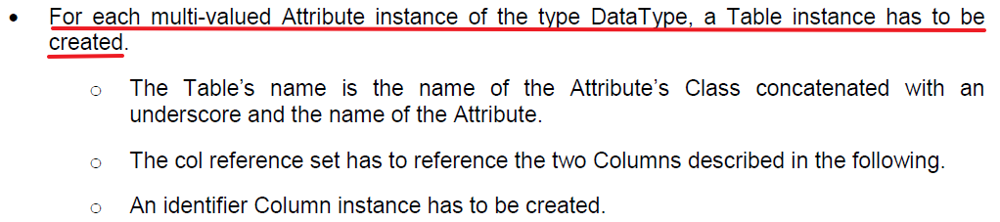 • For each multi-valued Attribute instance of the type DataType, a Table instance has to be
created.
○ The Table's name is the name of the Attribute's Class concatenated with an
underscore and the name of the Attribute.
○ The col reference set has to reference the two Columns described in the following.
○ An identifier Column instance has to be created.